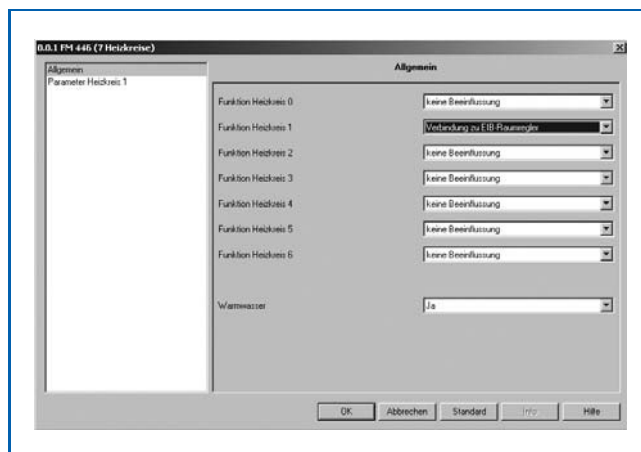 0.0.1 FM 446 (7 Heizkreise)
Allgemein
Parameter Heizkreis 1
Allgemein
Funktion Heizkreis 0 keine Beeinflussung
Funktion Heizkreis 1 Verbindung zu EIB-Raumregler
Funktion Heizkreis 2 keine Beeinflussung
Funktion Heizkreis 3 keine Beeinflussung
Funktion Heizkreis 4 keine Beeinflussung
Funktion Heizkreis 5 keine Beeinflussung
Funktion Heizkreis 6 keine Beeinflussung
Warmwasser Ja
OK Abbrechen Standard Info Hilfe